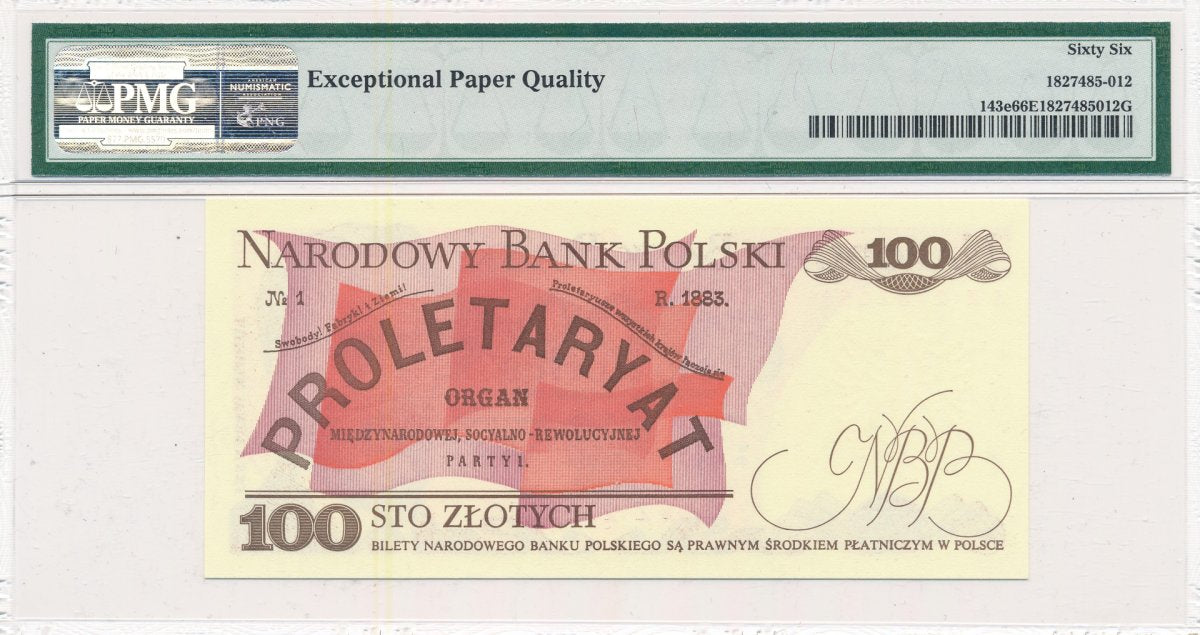 Sixty Six
Exceptional Paper Quality
1827485-012
143e66E1827485012G
PMG
PAPER MONEY GUARANTY
NUMISMATIC
PNG
NARODOWY BANK POLSKI
100
№ 1
R. 1883.
Swobody! Fabryk! i Ziemi!
Proletaryusze wszystkich krajów łączcie się
PROLETARYAT
ORGAN
MIĘDZYNARODOWEJ, SOCYALNO-REWOLUCYJNEJ
PARTYI.
NBP
100 STO ZŁOTYCH
BILETY NARODOWEGO BANKU POLSKIEGO SĄ PRAWNYM ŚRODKIEM PŁATNICZYM W POLSCE